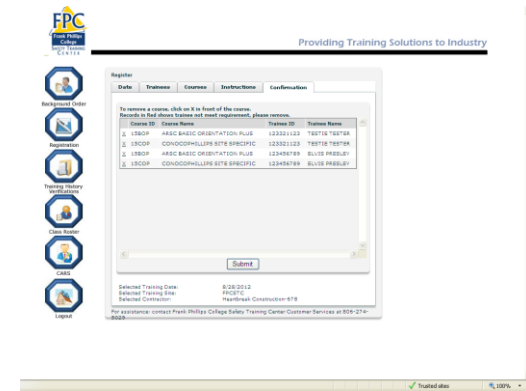 FPC
Frank Phillips
College
SAFETY TRAINING
CENTER
Providing Training Solutions to Industry
Background Order
Registration
Training History
Verifications
Class Roster
CARS
Logout
Register
Date Trainees Courses Instructions Confirmation
To remove a course, click on X in front of the course.
Records in Red shows trainee not meet requirement, please remove.
Course ID Course Name Trainee ID Trainee Name
X 15BOP ARSC BASIC ORIENTATION PLUS 123321123 TESTIE TESTER
X 15COP CONOCOPHILLIPS SITE SPECIFIC 123321123 TESTIE TESTER
X 15BOP ARSC BASIC ORIENTATION PLUS 123456789 ELVIS PRESLEY
X 15COP CONOCOPHILLIPS SITE SPECIFIC 123456789 ELVIS PRESLEY
Submit
Selected Training Date: 8/28/2012
Selected Training Site: FPCSTC
Selected Contractor: Heartbreak Construction-678
For assistance: contact Frank Phillips College Safety Training Center Customer Services at 806-274-
Trusted sites 100%